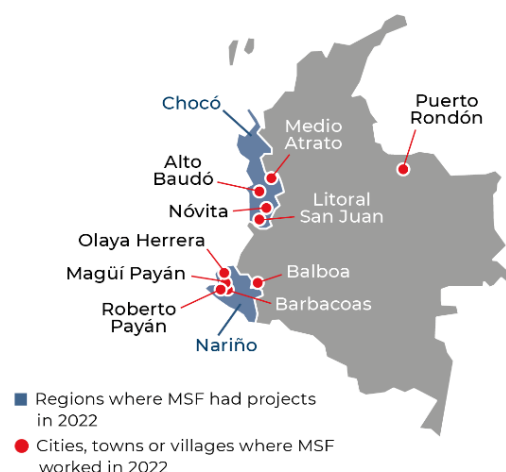 Chocó
Puerto
Rondón
Medio
Atrato
Alto
Baudó
Litoral
San Juan
Nóvita
Olaya Herrera
Magüí Payán
Balboa
Roberto
Payán
Barbacoas
Nariño
Regions where MSF had projects
in 2022
Cities, towns or villages where MSF
worked in 2022